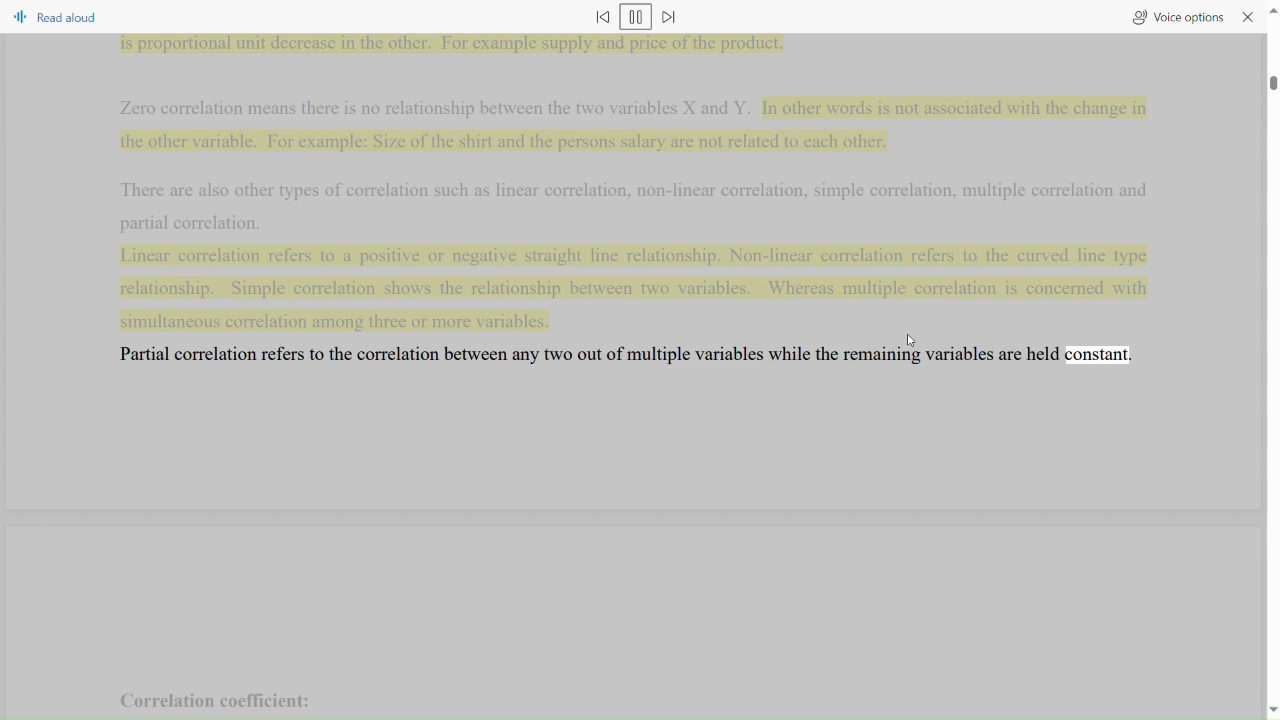 Read aloud
Voice options
is proportional unit decrease in the other. For example supply and price of the product.
Zero correlation means there is no relationship between the two variables X and Y. In other words is not associated with the change in
the other variable. For example: Size of the shirt and the persons salary are not related to each other.
There are also other types of correlation such as linear correlation, non-linear correlation, simple correlation, multiple correlation and
partial correlation.
Linear correlation refers to a positive or negative straight line relationship. Non-linear correlation refers to the curved line type
relationship. Simple correlation shows the relationship between two variables. Whereas multiple correlation is concerned with
simultaneous correlation among three or more variables.
Partial correlation refers to the correlation between any two out of multiple variables while the remaining variables are held constant.
Correlation coefficient: